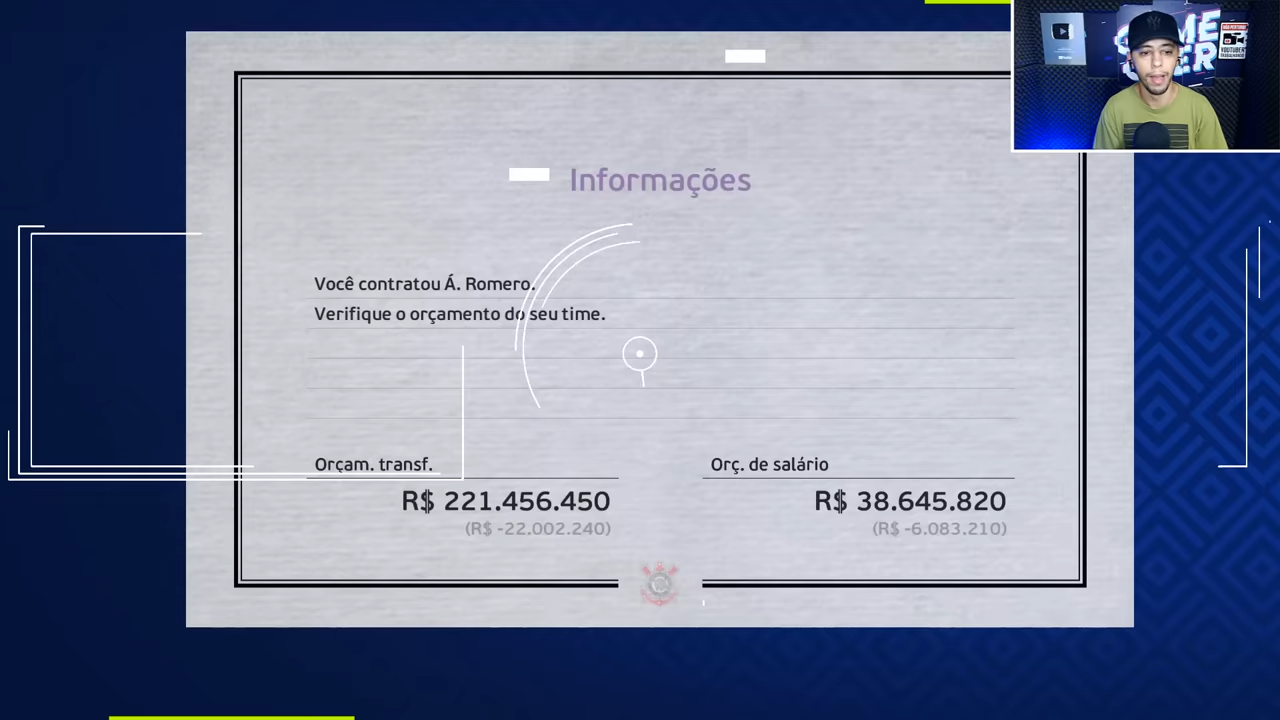 Informações
Você contratou Á. Romero.
Verifique o orçamento do seu time.
Orçam. transf.
Orç. de salário
R$ 221.456.450
R$ 38.645.820
(R$ -22.002.240)
(R$ -6.083.210)